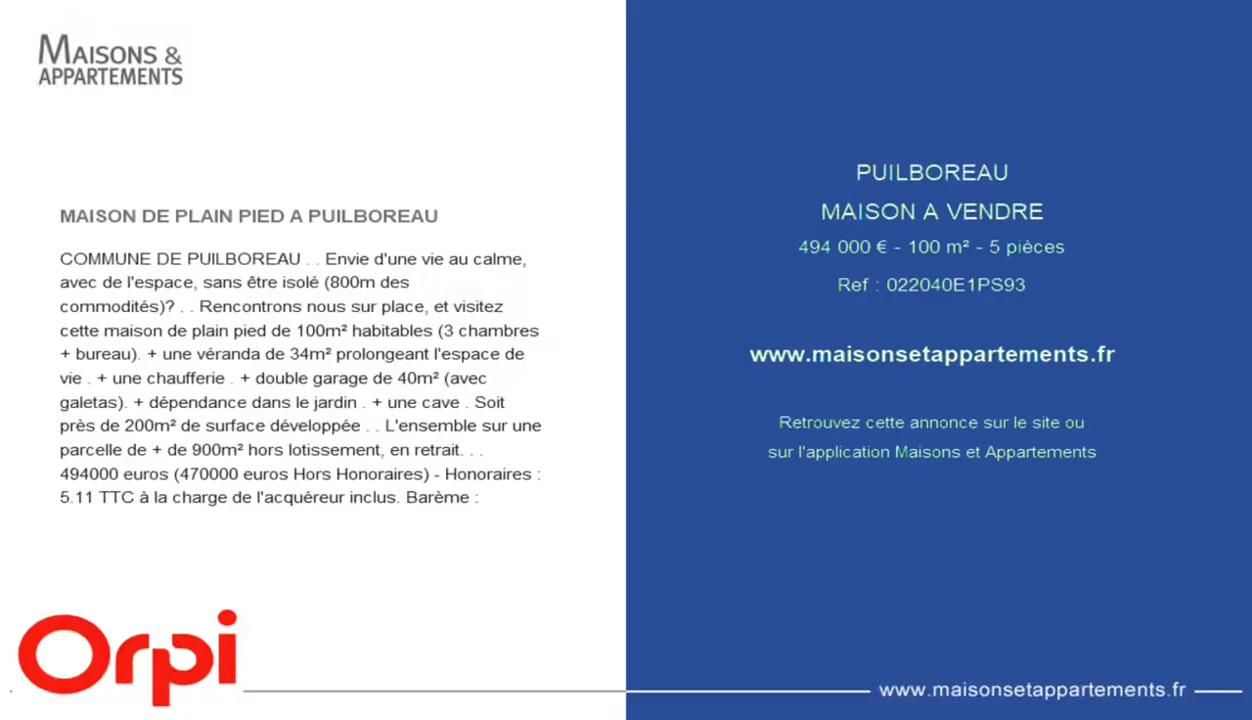 MAISONS &
APPARTEMENTS
MAISON DE PLAIN PIED A PUILBOREAU
COMMUNE DE PUILBOREAU . . Envie d'une vie au calme,
avec de l'espace, sans être isolé (800m des
commodités)? . . Rencontrons nous sur place, et visitez
cette maison de plain pied de 100m² habitables (3 chambres
+ bureau). + une véranda de 34m² prolongeant l'espace de
vie . + une chaufferie . + double garage de 40m² (avec
galetas). + dépendance dans le jardin . + une cave . Soit
près de 200m² de surface développée . . L'ensemble sur une
parcelle de + de 900m² hors lotissement, en retrait. . .
494000 euros (470000 euros Hors Honoraires) - Honoraires :
5.11 TTC à la charge de l'acquéreur inclus. Barème :
Orpi
PUILBOREAU
MAISON A VENDRE
494 000 € - 100 m² - 5 pièces
Ref : 022040E1PS93
www.maisonsetappartements.fr
Retrouvez cette annonce sur le site ou
sur l'application Maisons et Appartements
www.maisonsetappartements.fr